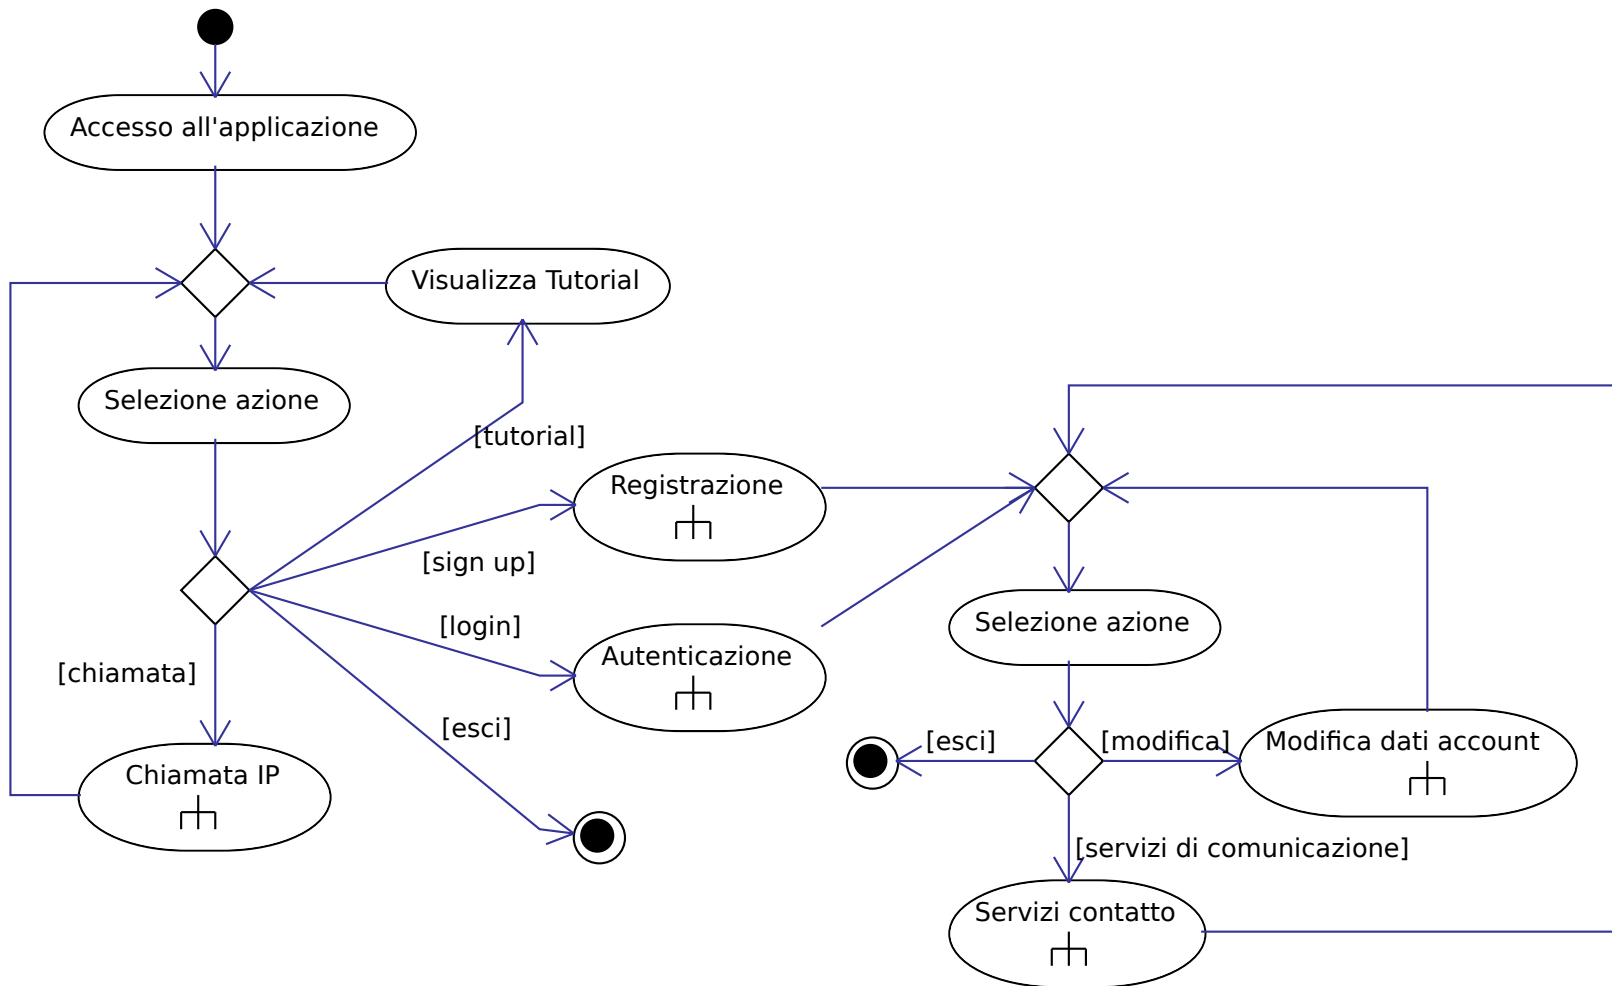 Accesso all'applicazione
Visualizza Tutorial
Selezione azione
[tutorial]
Registrazione
[sign up]
[login]
Autenticazione
[chiamata]
[esci]
Chiamata IP
Selezione azione
[esci]
[modifica]
Modifica dati account
[servizi di comunicazione]
Servizi contatto